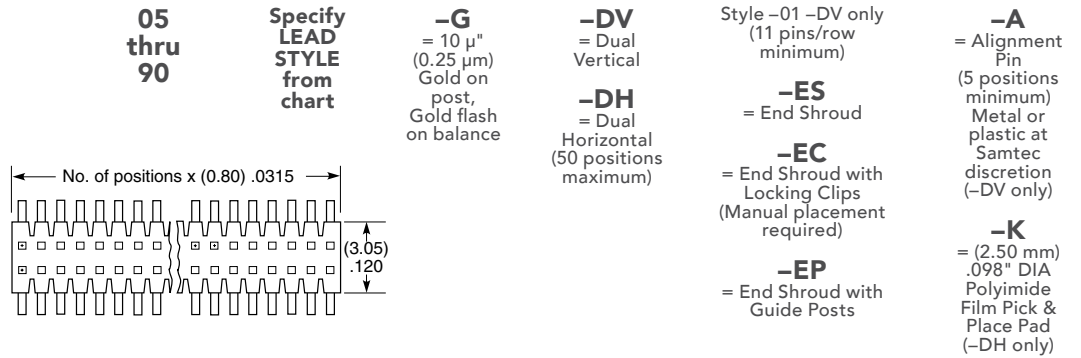 05
thru
90
Specify
LEAD
STYLE
from
chart
–G
= 10 µ"
(0.25 µm)
Gold on
post,
Gold flash
on balance
–DV
= Dual
Vertical
–DH
= Dual
Horizontal
(50 positions
maximum)
Style –01 –DV only
(11 pins/row
minimum)
–ES
= End Shroud
–EC
= End Shroud with
Locking Clips
(Manual placement
required)
–EP
= End Shroud with
Guide Posts
–A
= Alignment
Pin
(5 positions
minimum)
Metal or
plastic at
Samtec
discretion
(–DV only)
–K
= (2.50 mm)
.098" DIA
Polyimide
Film Pick &
Place Pad
(–DH only)
No. of positions x (0.80) .0315
(3.05)
.120